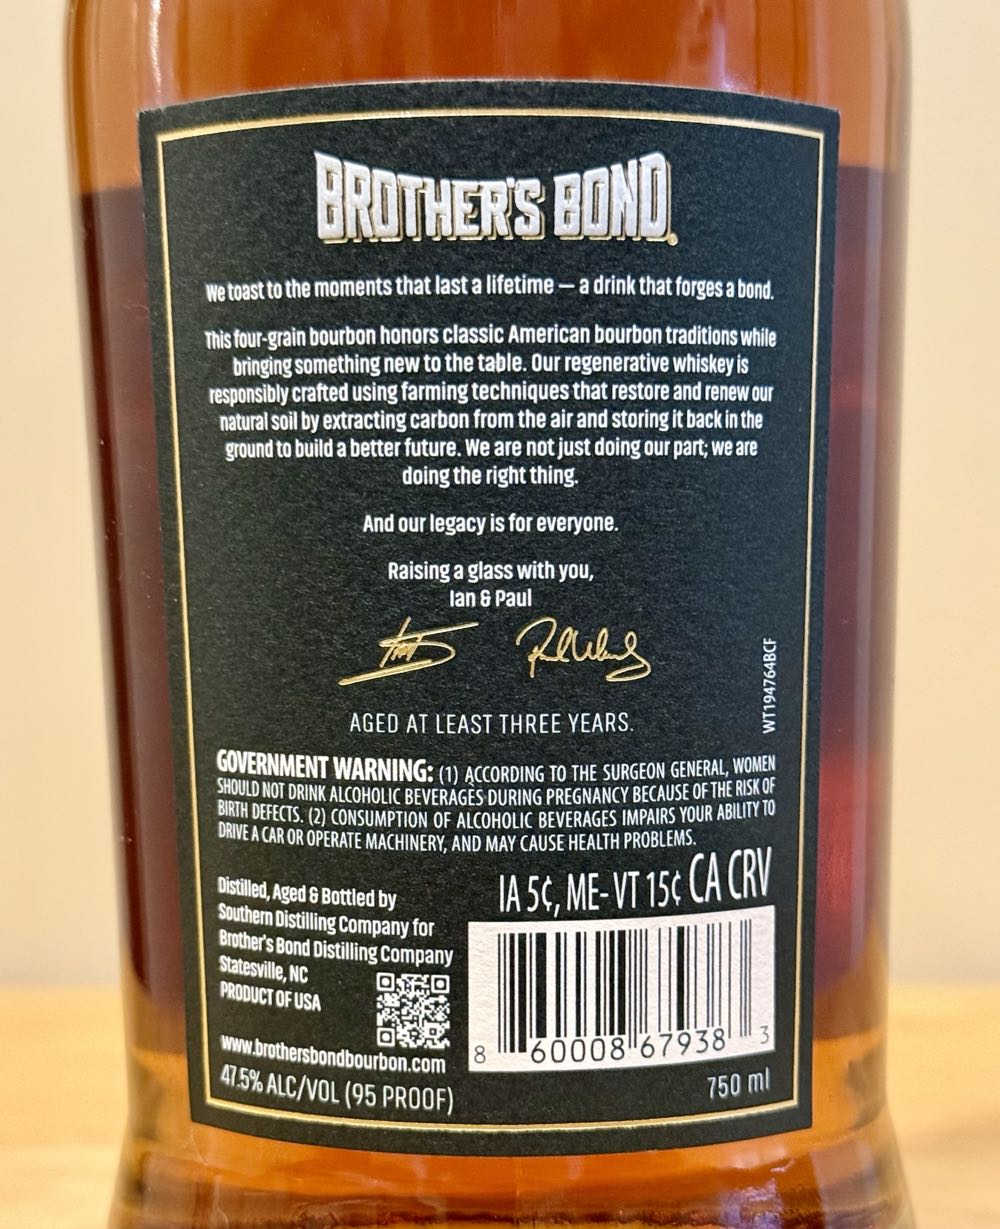 BROTHER'S BOND.
We toast to the moments that last a lifetime — a drink that forges a bond.
This four-grain bourbon honors classic American bourbon traditions while
bringing something new to the table. Our regenerative whiskey is
responsibly crafted using farming techniques that restore and renew our
natural soil by extracting carbon from the air and storing it back in the
ground to build a better future. We are not just doing our part; we are
doing the right thing.
And our legacy is for everyone.
Raising a glass with you,
Ian & Paul
AGED AT LEAST THREE YEARS.
WT194764BCF
GOVERNMENT WARNING: (1) ACCORDING TO THE SURGEON GENERAL, WOMEN
SHOULD NOT DRINK ALCOHOLIC BEVERAGES DURING PREGNANCY BECAUSE OF THE RISK OF
BIRTH DEFECTS. (2) CONSUMPTION OF ALCOHOLIC BEVERAGES IMPAIRS YOUR ABILITY TO
DRIVE A CAR OR OPERATE MACHINERY, AND MAY CAUSE HEALTH PROBLEMS.
IA 5¢, ME-VT 15¢ CA CRV
Distilled, Aged & Bottled by
Southern Distilling Company for
Brother's Bond Distilling Company
Statesville, NC
PRODUCT OF USA
www.brothersbondbourbon.com
47.5% ALC/VOL (95 PROOF)
8 60008 67938 3
750 ml